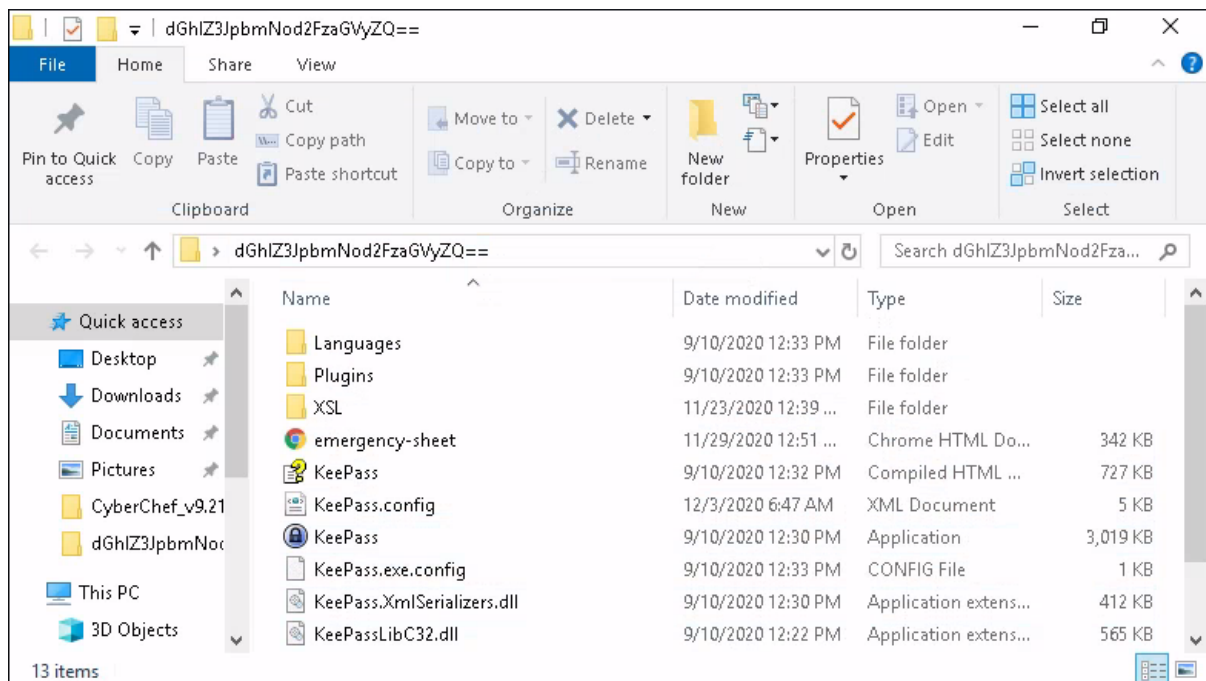 dGhlZ3JpbmNod2FzaGVyZQ==
File Home Share View
Pin to Quick access
Copy
Paste
Cut
Copy path
Paste shortcut
Clipboard
Move to
Copy to
Delete
Rename
Organize
New folder
New
Properties
Open
Edit
Open
Select all
Select none
Invert selection
Select
dGhlZ3JpbmNod2FzaGVyZQ==
Search dGhlZ3JpbmNod2Fza...
Quick access
Desktop
Downloads
Documents
Pictures
CyberChef_v9.21
dGhlZ3JpbmNoc
This PC
3D Objects
Name Date modified Type Size
Languages 9/10/2020 12:33 PM File folder
Plugins 9/10/2020 12:33 PM File folder
XSL 11/23/2020 12:39 ... File folder
emergency-sheet 11/29/2020 12:51 ... Chrome HTML Do... 342 KB
KeePass 9/10/2020 12:32 PM Compiled HTML ... 727 KB
KeePass.config 12/3/2020 6:47 AM XML Document 5 KB
KeePass 9/10/2020 12:30 PM Application 3,019 KB
KeePass.exe.config 9/10/2020 12:33 PM CONFIG File 1 KB
KeePass.XmlSerializers.dll 9/10/2020 12:30 PM Application extens... 412 KB
KeePassLibC32.dll 9/10/2020 12:22 PM Application extens... 565 KB
13 items